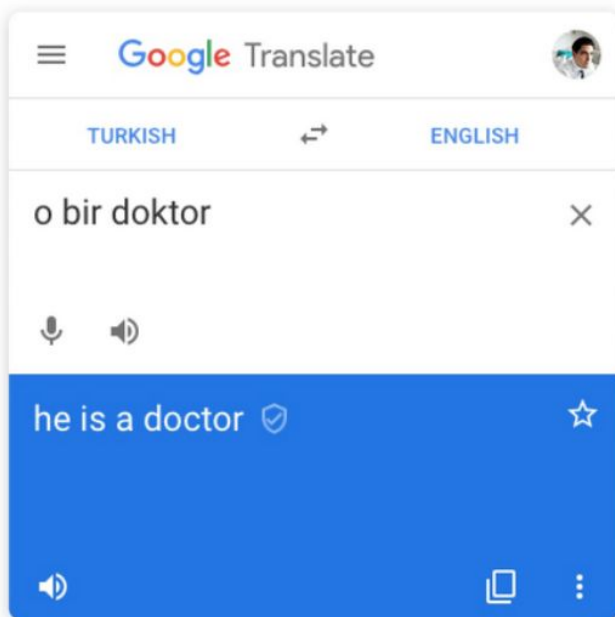 Google Translate
TURKISH ENGLISH
o bir doktor
he is a doctor